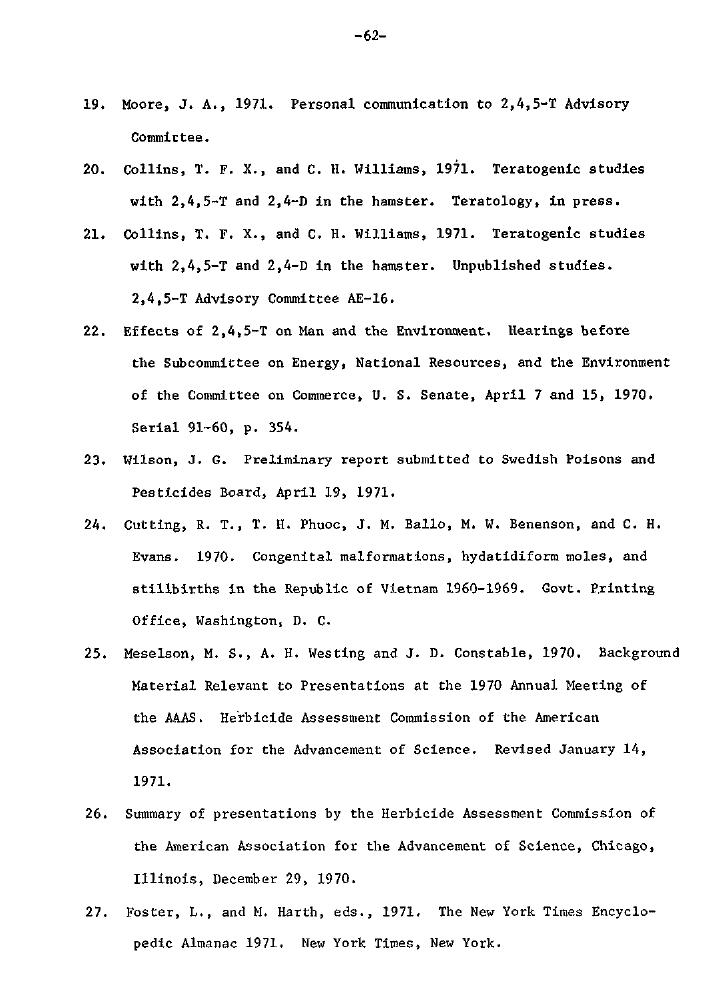 -62-
19. Moore, J. A., 1971. Personal communication to 2,4,5-T Advisory
Committee.
20. Collins, T. F. X., and C. H. Williams, 1971. Teratogenic studies
with 2,4,5-T and 2,4-D in the hamster. Teratology, in press.
21. Collins, T. F. X., and C. H. Williams, 1971. Teratogenic studies
with 2,4,5-T and 2,4-D in the hamster. Unpublished studies.
2,4,5-T Advisory Committee AE-16.
22. Effects of 2,4,5-T on Man and the Environment. Hearings before
the Subcommittee on Energy, National Resources, and the Environment
of the Committee on Commerce, U. S. Senate, April 7 and 15, 1970.
Serial 91-60, p. 354.
23. Wilson, J. G. Preliminary report submitted to Swedish Poisons and
Pesticides Board, April 19, 1971.
24. Cutting, R. T., T. H. Phuoc, J. M. Ballo, M. W. Benenson, and C. H.
Evans. 1970. Congenital malformations, hydatidiform moles, and
stillbirths in the Republic of Vietnam 1960-1969. Govt. Printing
Office, Washington, D. C.
25. Meselson, M. S., A. H. Westing and J. D. Constable, 1970. Background
Material Relevant to Presentations at the 1970 Annual Meeting of
the AAAS. Herbicide Assessment Commission of the American
Association for the Advancement of Science. Revised January 14,
1971.
26. Summary of presentations by the Herbicide Assessment Commission of
the American Association for the Advancement of Science, Chicago,
Illinois, December 29, 1970.
27. Foster, L., and M. Harth, eds., 1971. The New York Times Encyclo-
pedic Almanac 1971. New York Times, New York.